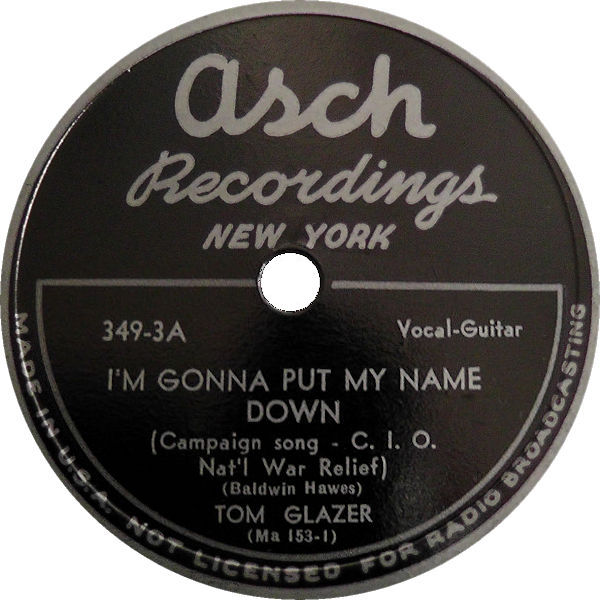 asch
Recordings
NEW YORK
349-3A
Vocal-Guitar
I'M GONNA PUT MY NAME
DOWN
(Campaign song - C. I. O.
Nat'l War Relief)
(Baldwin Hawes)
TOM GLAZER
(Ma 153-1)
MADE IN U.S.A. NOT LICENSED FOR RADIO BROADCASTING